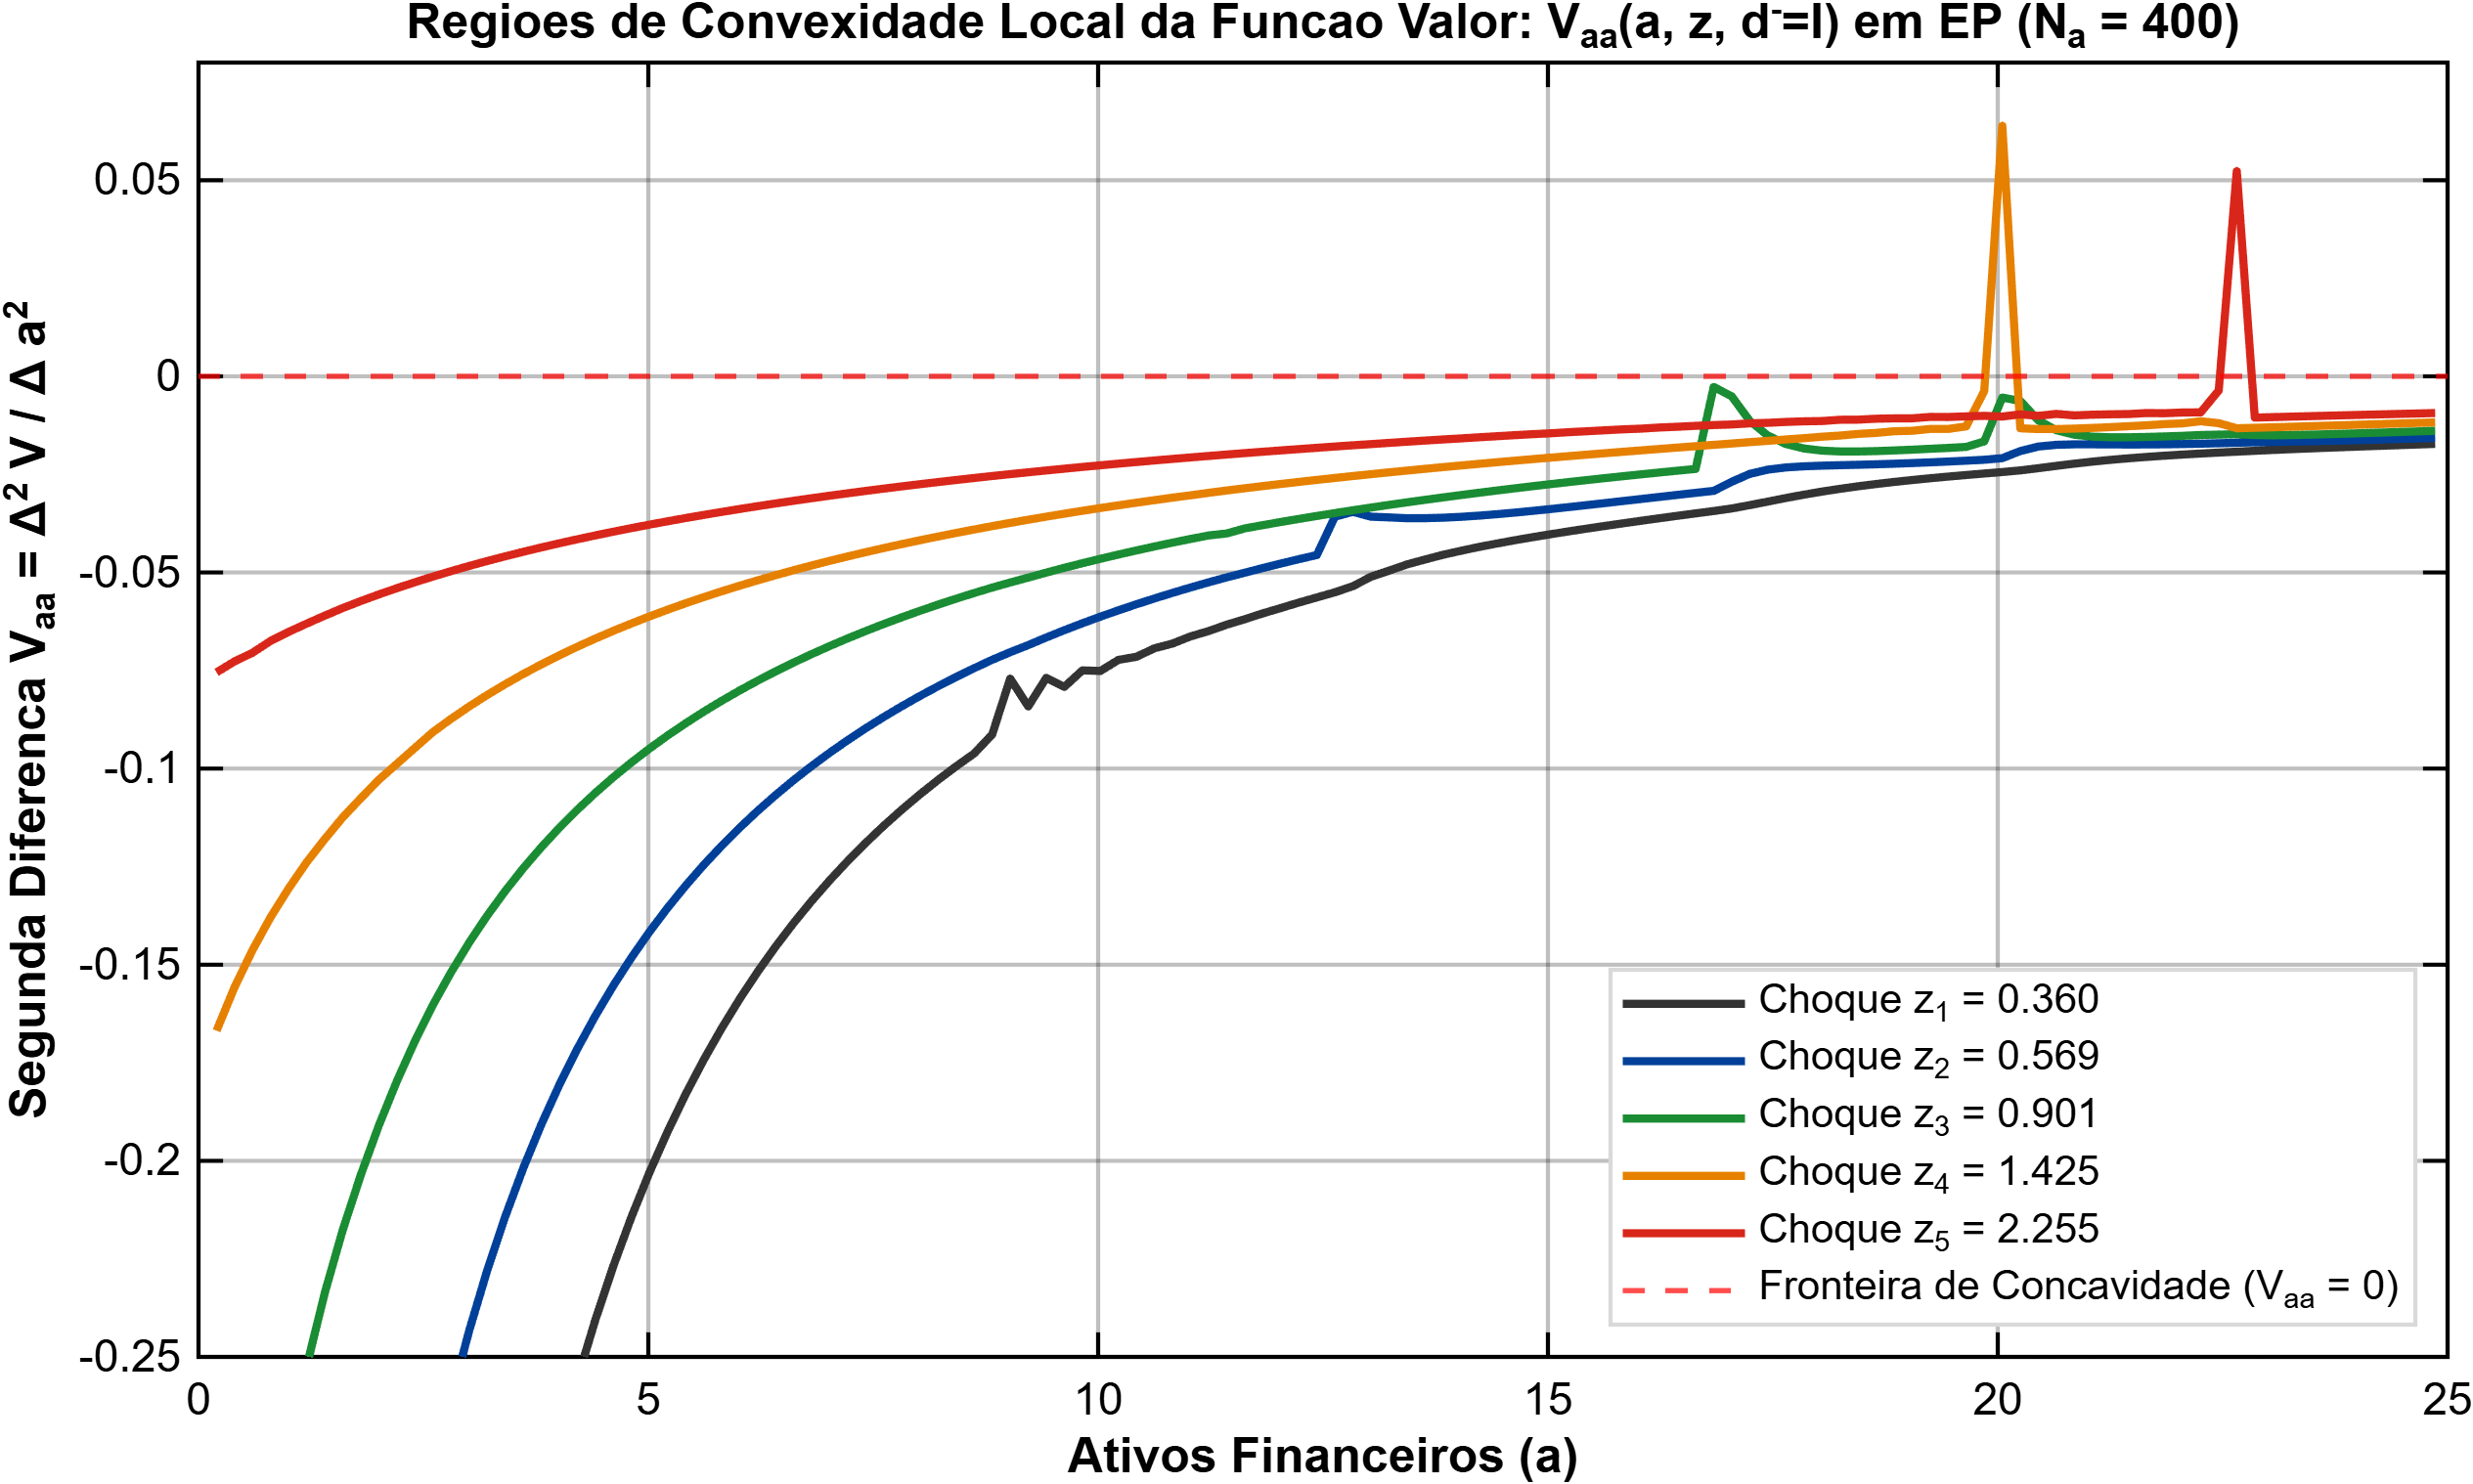 Regioes de Convexidade Local da Funcao Valor: Vaa(a, z, d⁻=I) em EP (Na = 400)
Segunda Diferenca Vaa = Δ² V / Δ a²
0.05
0
-0.05
-0.1
-0.15
-0.2
-0.25
Choque z₁ = 0.360
Choque z₂ = 0.569
Choque z₃ = 0.901
Choque z₄ = 1.425
Choque z₅ = 2.255
Fronteira de Concavidade (Vaa = 0)
0 5 10 15 20 25
Ativos Financeiros (a)